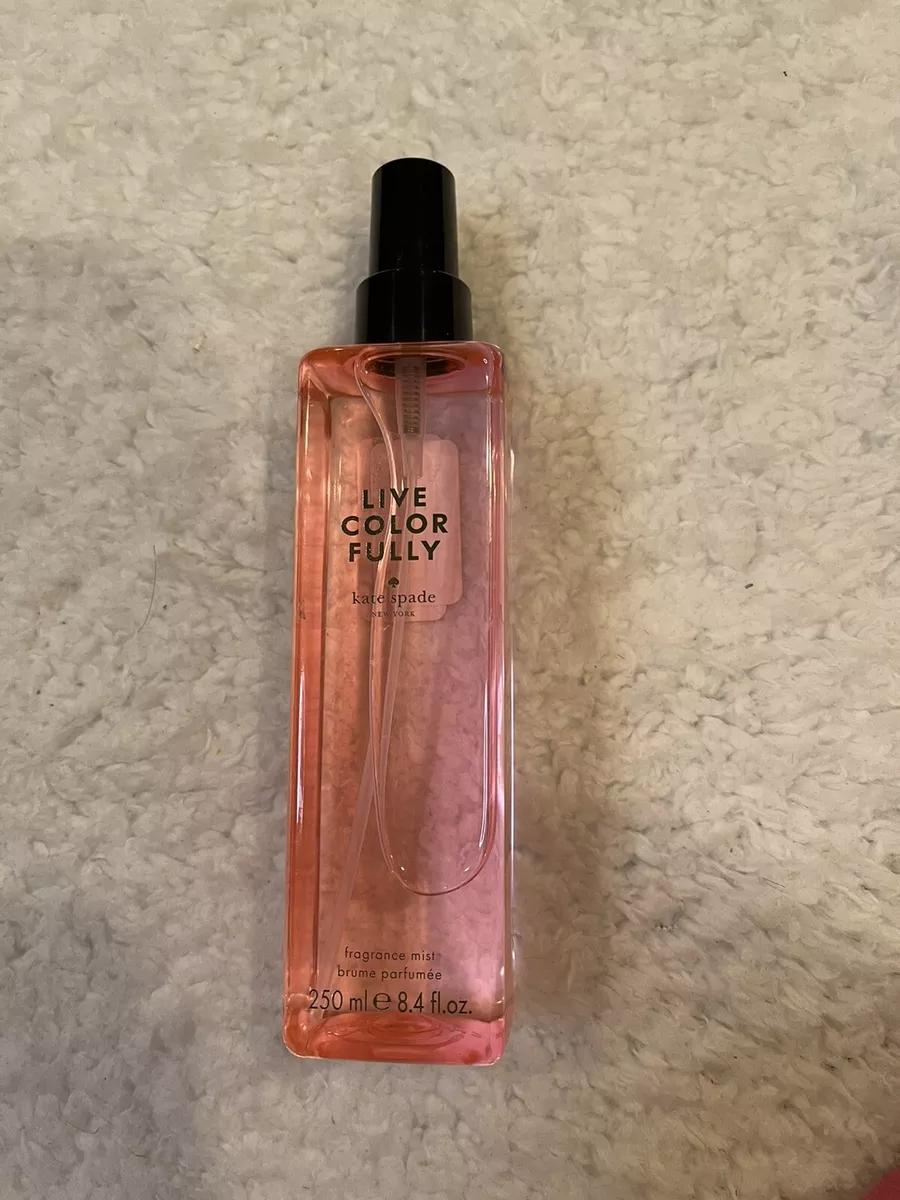 LIVE
COLOR
FULLY
kate spade
NEW YORK
fragrance mist
brume parfumée
250 ml ℮ 8.4 fl.oz.